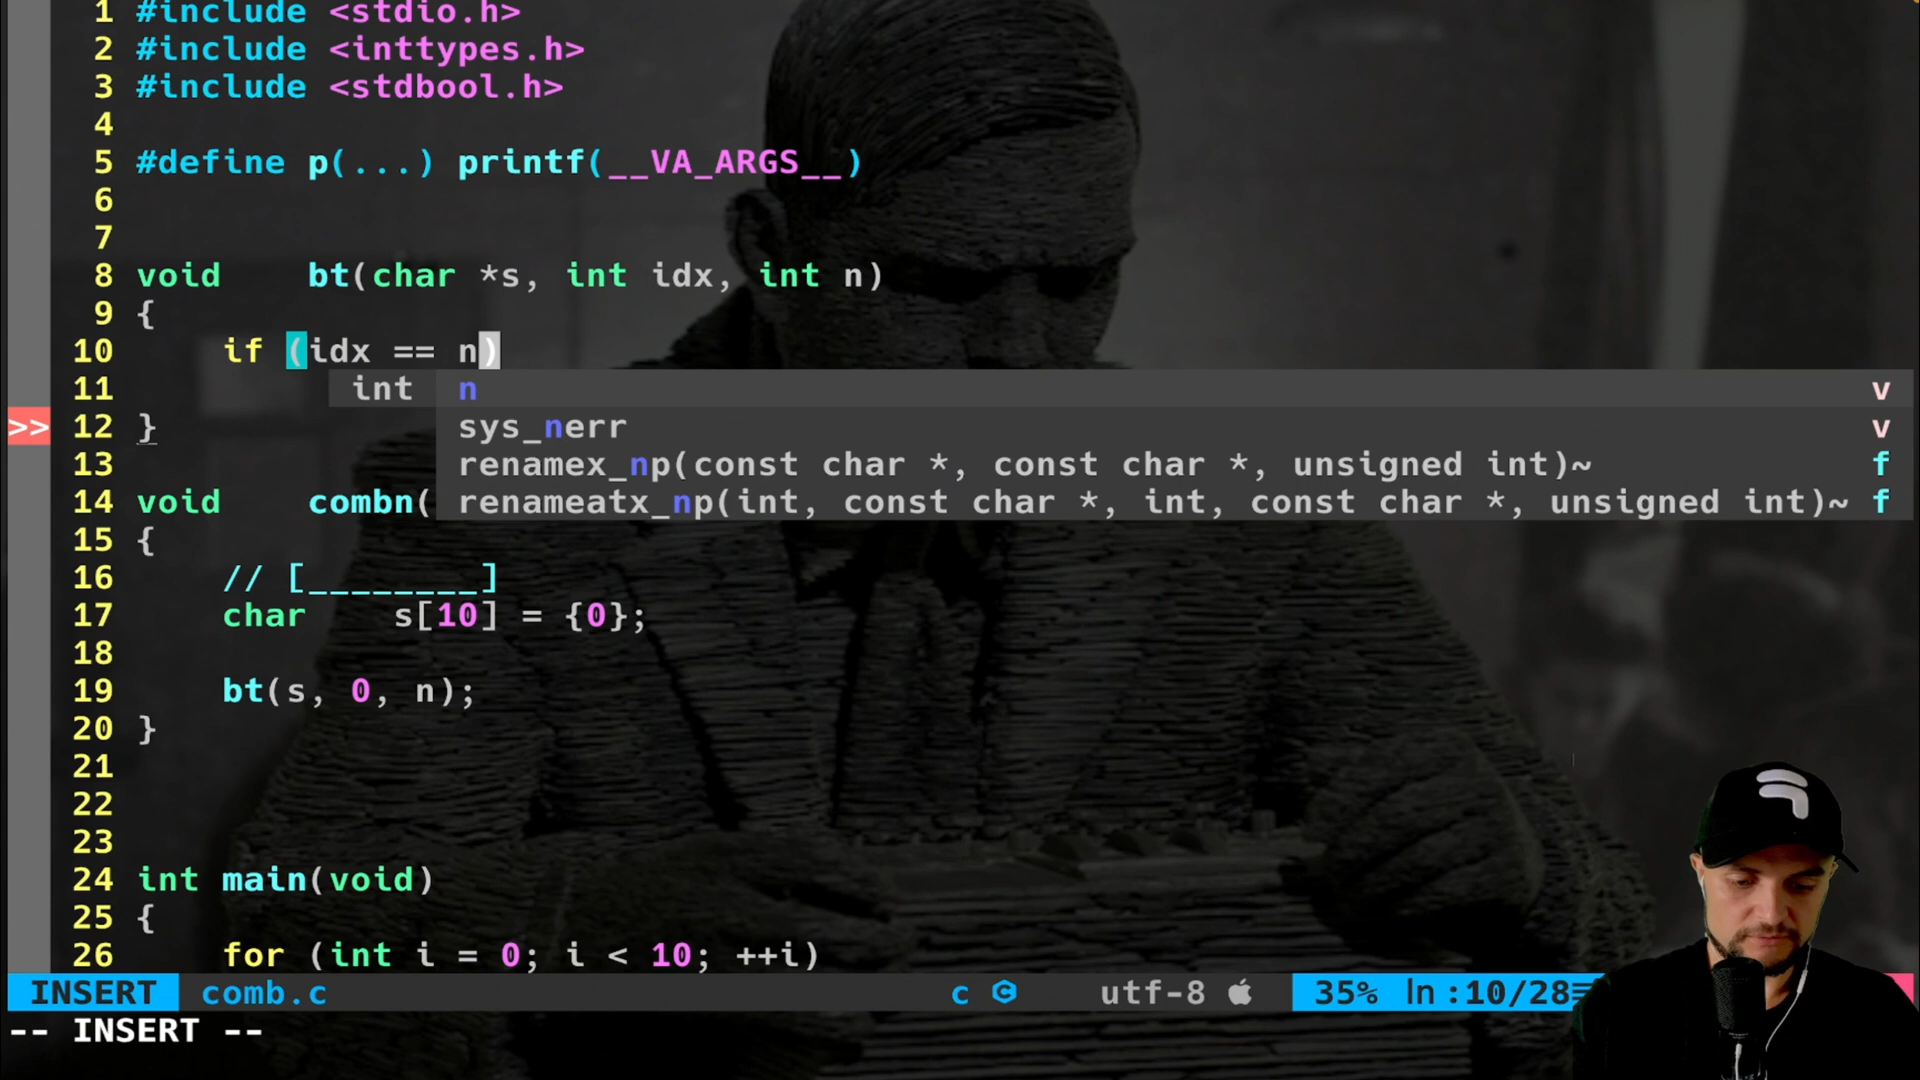 1 #include <stdio.h>
2 #include <inttypes.h>
3 #include <stdbool.h>
4
5 #define p(...) printf(__VA_ARGS__)
6
7
8 void    bt(char *s, int idx, int n)
9 {
10     if (idx == n)
11 int n v
>> 12 } sys_nerr v
13 renamex_np(const char *, const char *, unsigned int)~ f
14 void    combn( renameatx_np(int, const char *, int, const char *, unsigned int)~ f
15 {
16     // [________]
17     char    s[10] = {0};
18
19     bt(s, 0, n);
20 }
21
22
23
24 int main(void)
25 {
26     for (int i = 0; i < 10; ++i)
INSERT comb.c c utf-8 35% ln :10/28≡
-- INSERT --